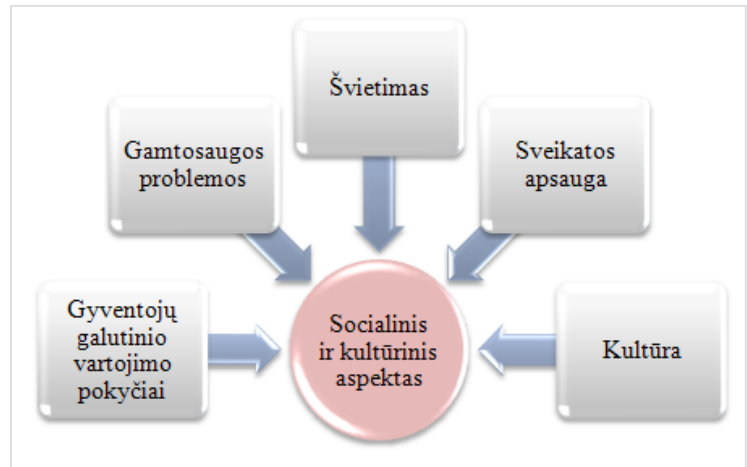 Švietimas
Gamtosaugos
problemos
Sveikatos
apsauga
Gyventojų
galutinio
vartojimo
pokyčiai
Socialinis
ir kultūrinis
aspektas
Kultūra